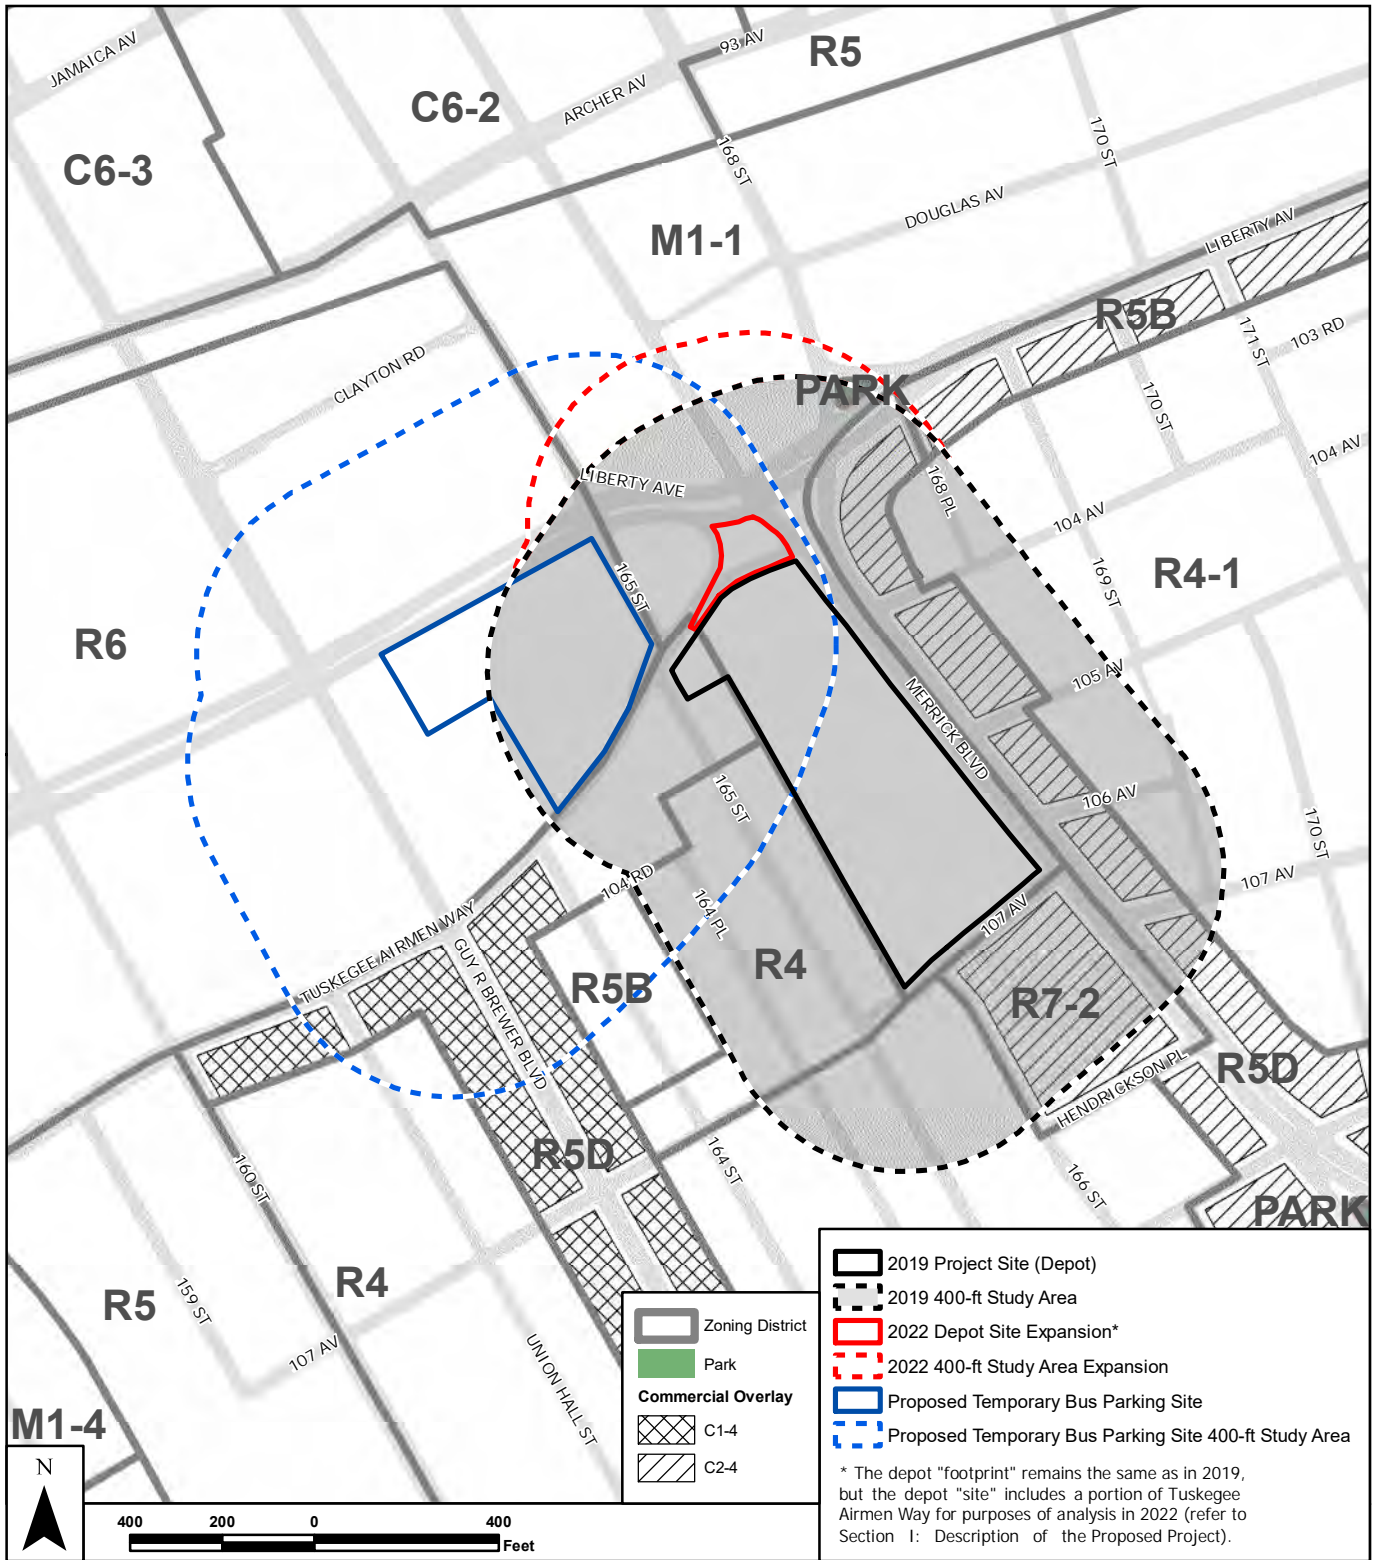 JAMAICA AV
93 AV
R5
C6-2
ARCHER AV
C6-3
168 ST
170 ST
DOUGLAS AV
M1-1
LIBERTY AV
R5B
171 ST
103 RD
CLAYTON RD
PARK
170 ST
104 AV
LIBERTY AVE
168 PL
104 AV
165 ST
169 ST
R4-1
R6
105 AV
MERRICK BLVD
165 ST
106 AV
170 ST
104 RD
107 AV
164 PL
107 AV
TUSKEGEE AIRMEN WAY
GUY R BREWER BLVD
R4
R5B
R7-2
HENDRICKSON PL
R5D
R5D
160 ST
164 ST
166 ST
PARK
R4
R5
159 ST
107 AV
UNION HALL ST
M1-4
N
400 200 0 400
Feet
Zoning District
Park
Commercial Overlay
C1-4
C2-4
2019 Project Site (Depot)
2019 400-ft Study Area
2022 Depot Site Expansion*
2022 400-ft Study Area Expansion
Proposed Temporary Bus Parking Site
Proposed Temporary Bus Parking Site 400-ft Study Area
* The depot "footprint" remains the same as in 2019,
but the depot "site" includes a portion of Tuskegee
Airmen Way for purposes of analysis in 2022 (refer to
Section I: Description of the Proposed Project).